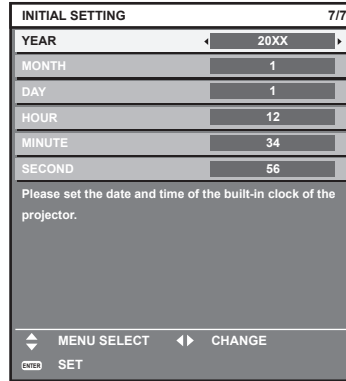 INITIAL SETTING 7/7
YEAR 20XX
MONTH 1
DAY 1
HOUR 12
MINUTE 34
SECOND 56
Please set the date and time of the built-in clock of the
projector.
MENU SELECT CHANGE
ENTER SET